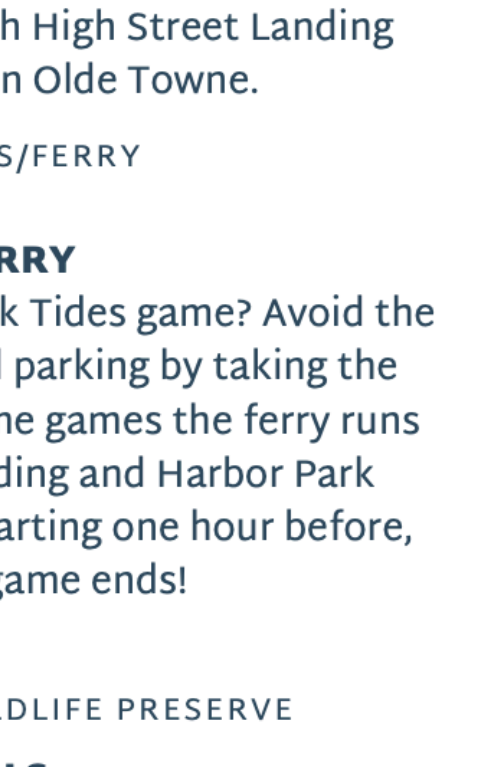 h High Street Landing
n Olde Towne.
S/FERRY
RRY
k Tides game? Avoid the
parking by taking the
me games the ferry runs
ding and Harbor Park
arting one hour before,
game ends!
LDLIFE PRESERVE